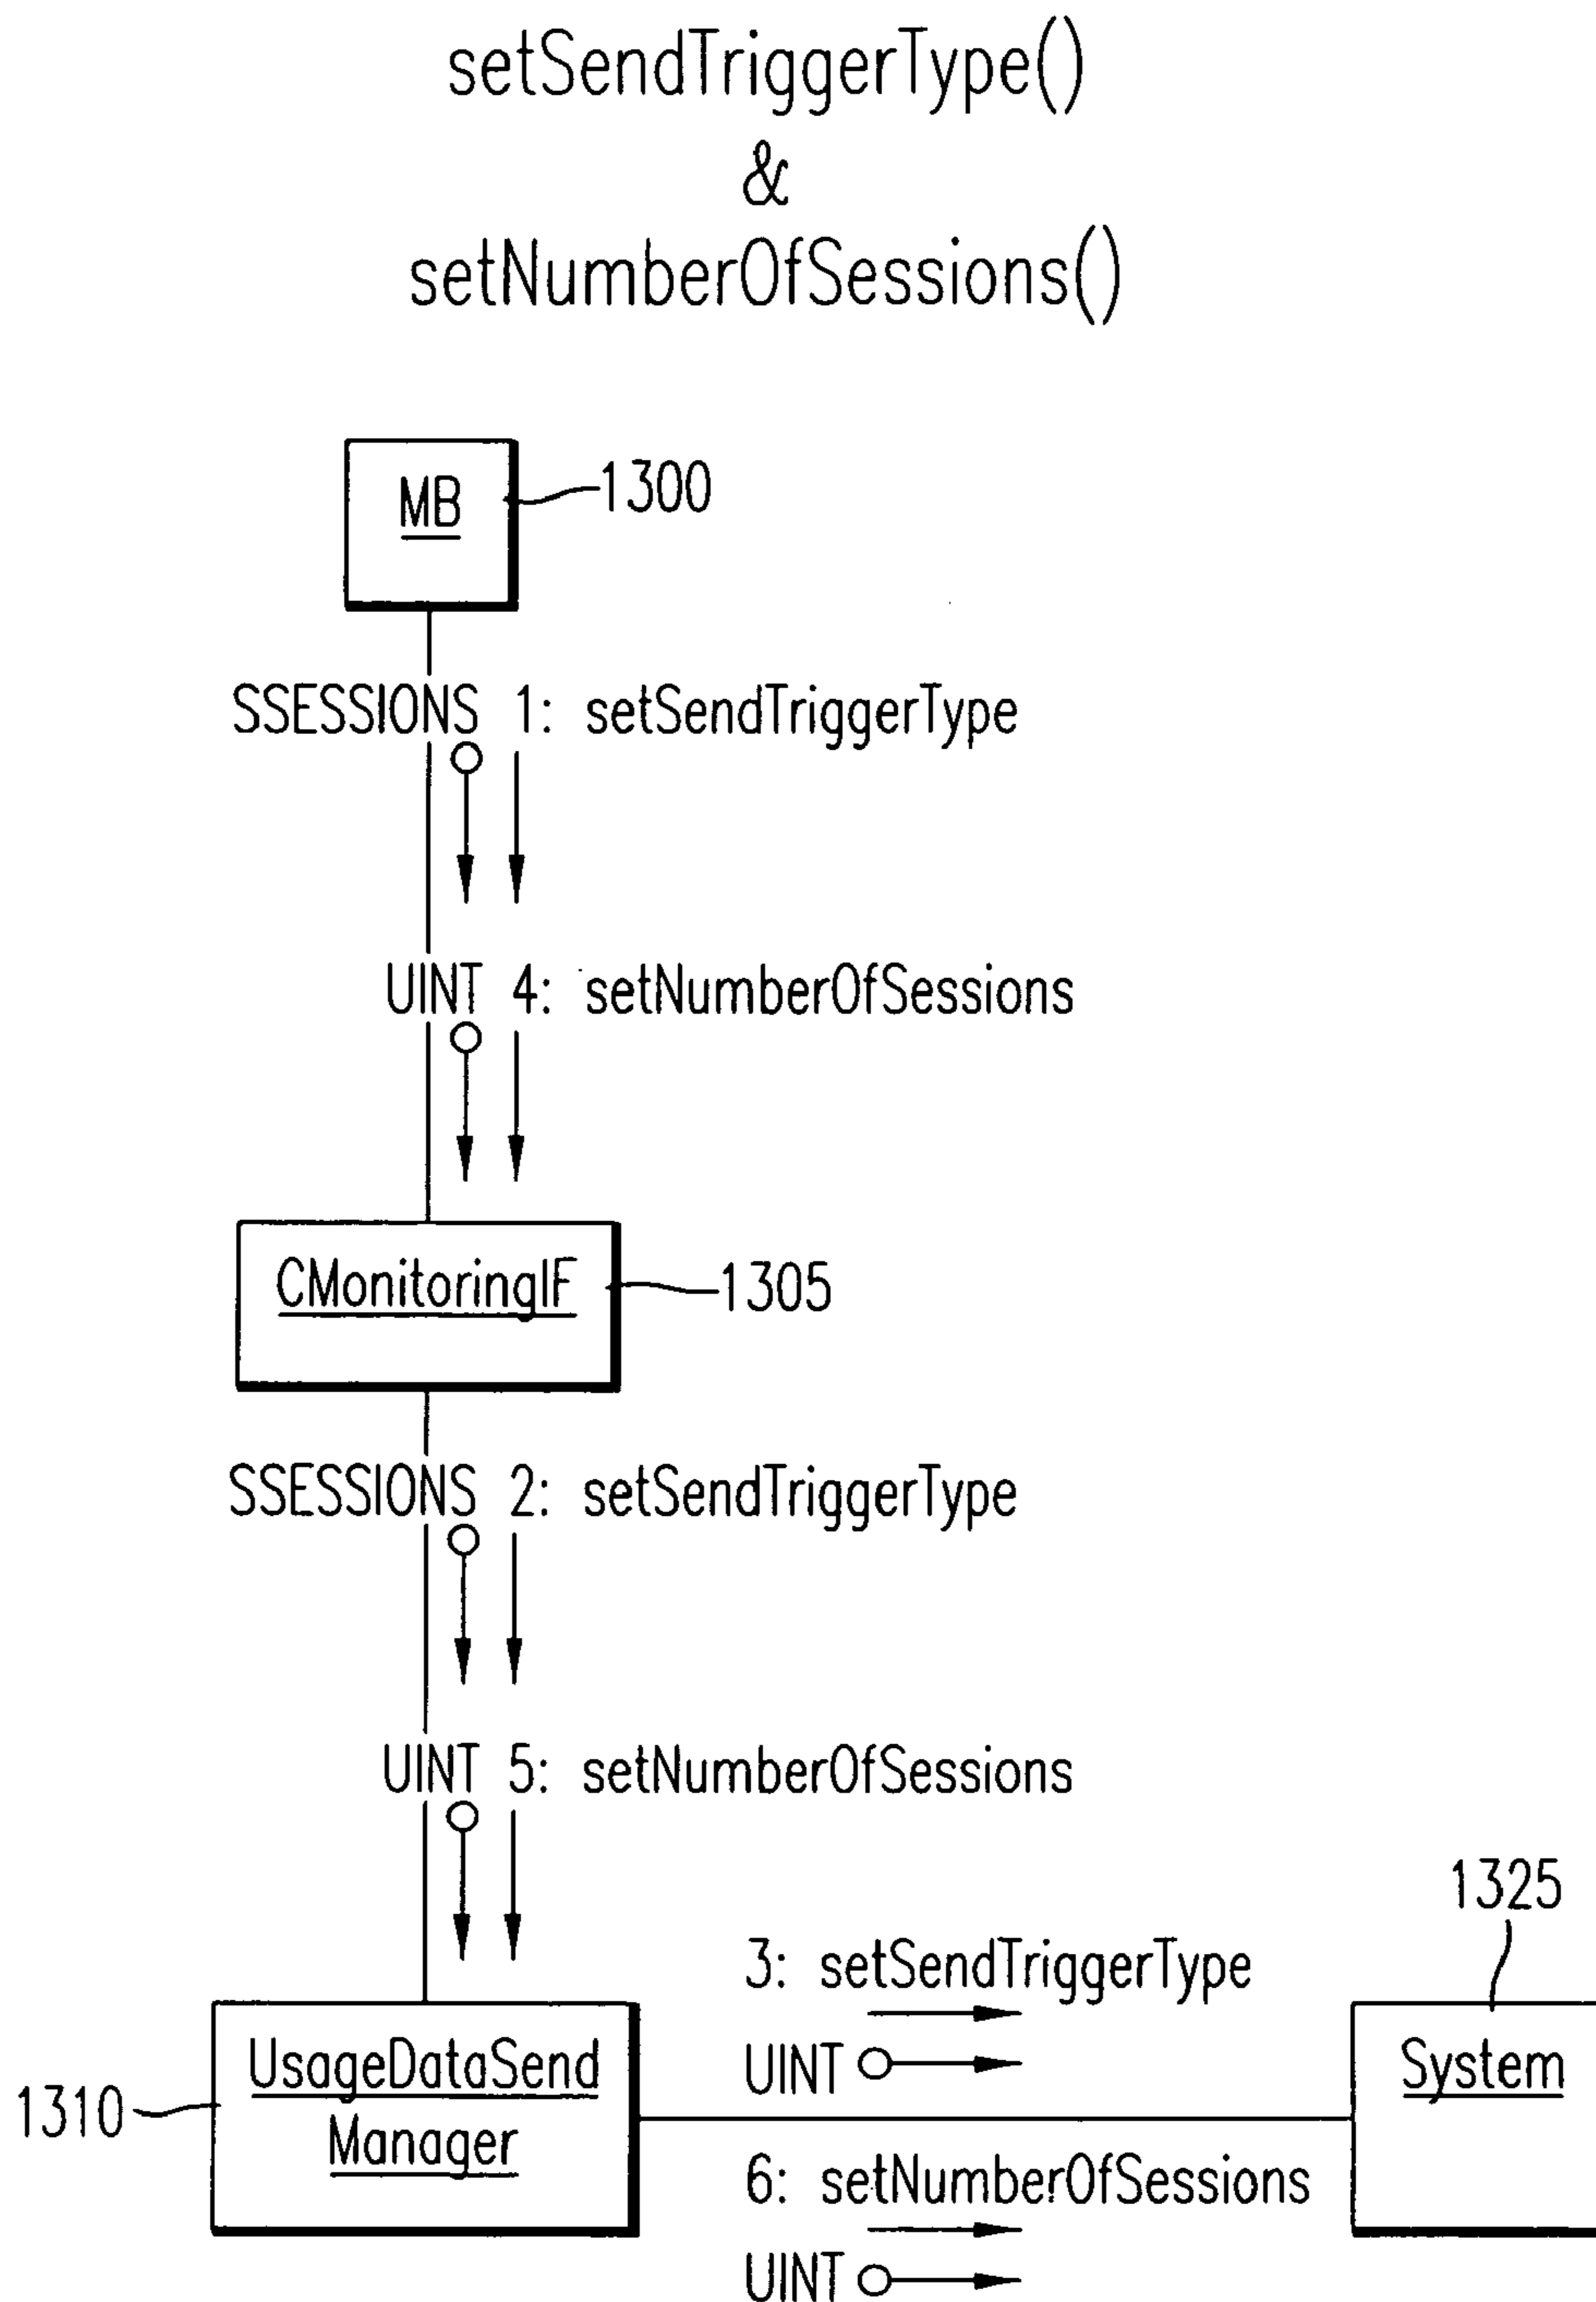 setSendTriggerType()
&
setNumberOfSessions()
MB
1300
SSESSIONS 1: setSendTriggerType
UINT 4: setNumberOfSessions
CMonitoringIF
1305
SSESSIONS 2: setSendTriggerType
UINT 5: setNumberOfSessions
1325
3: setSendTriggerType
UINT
UsageDataSend
Manager
1310
System
6: setNumberOfSessions
UINT